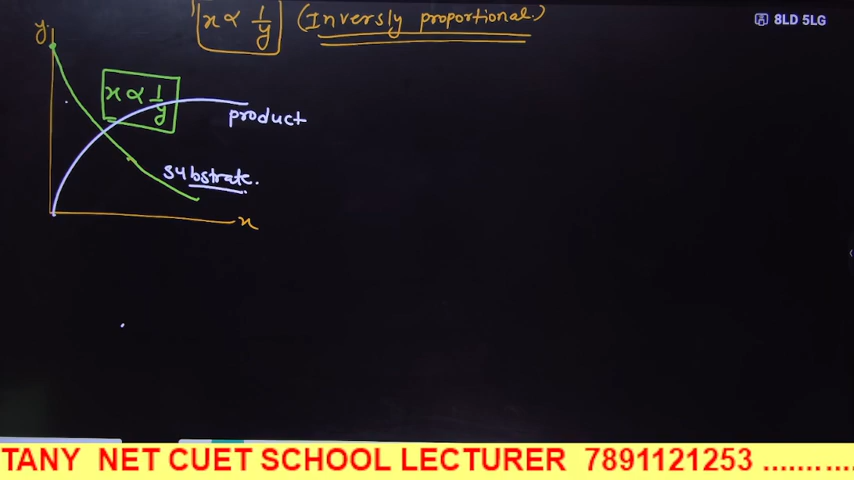 x ∝ 1/y (Inversly proportional.)
8LD 5LG
y.
x ∝ 1/y
product
substrate.
x
TANY NET CUET SCHOOL LECTURER 7891121253 ..........